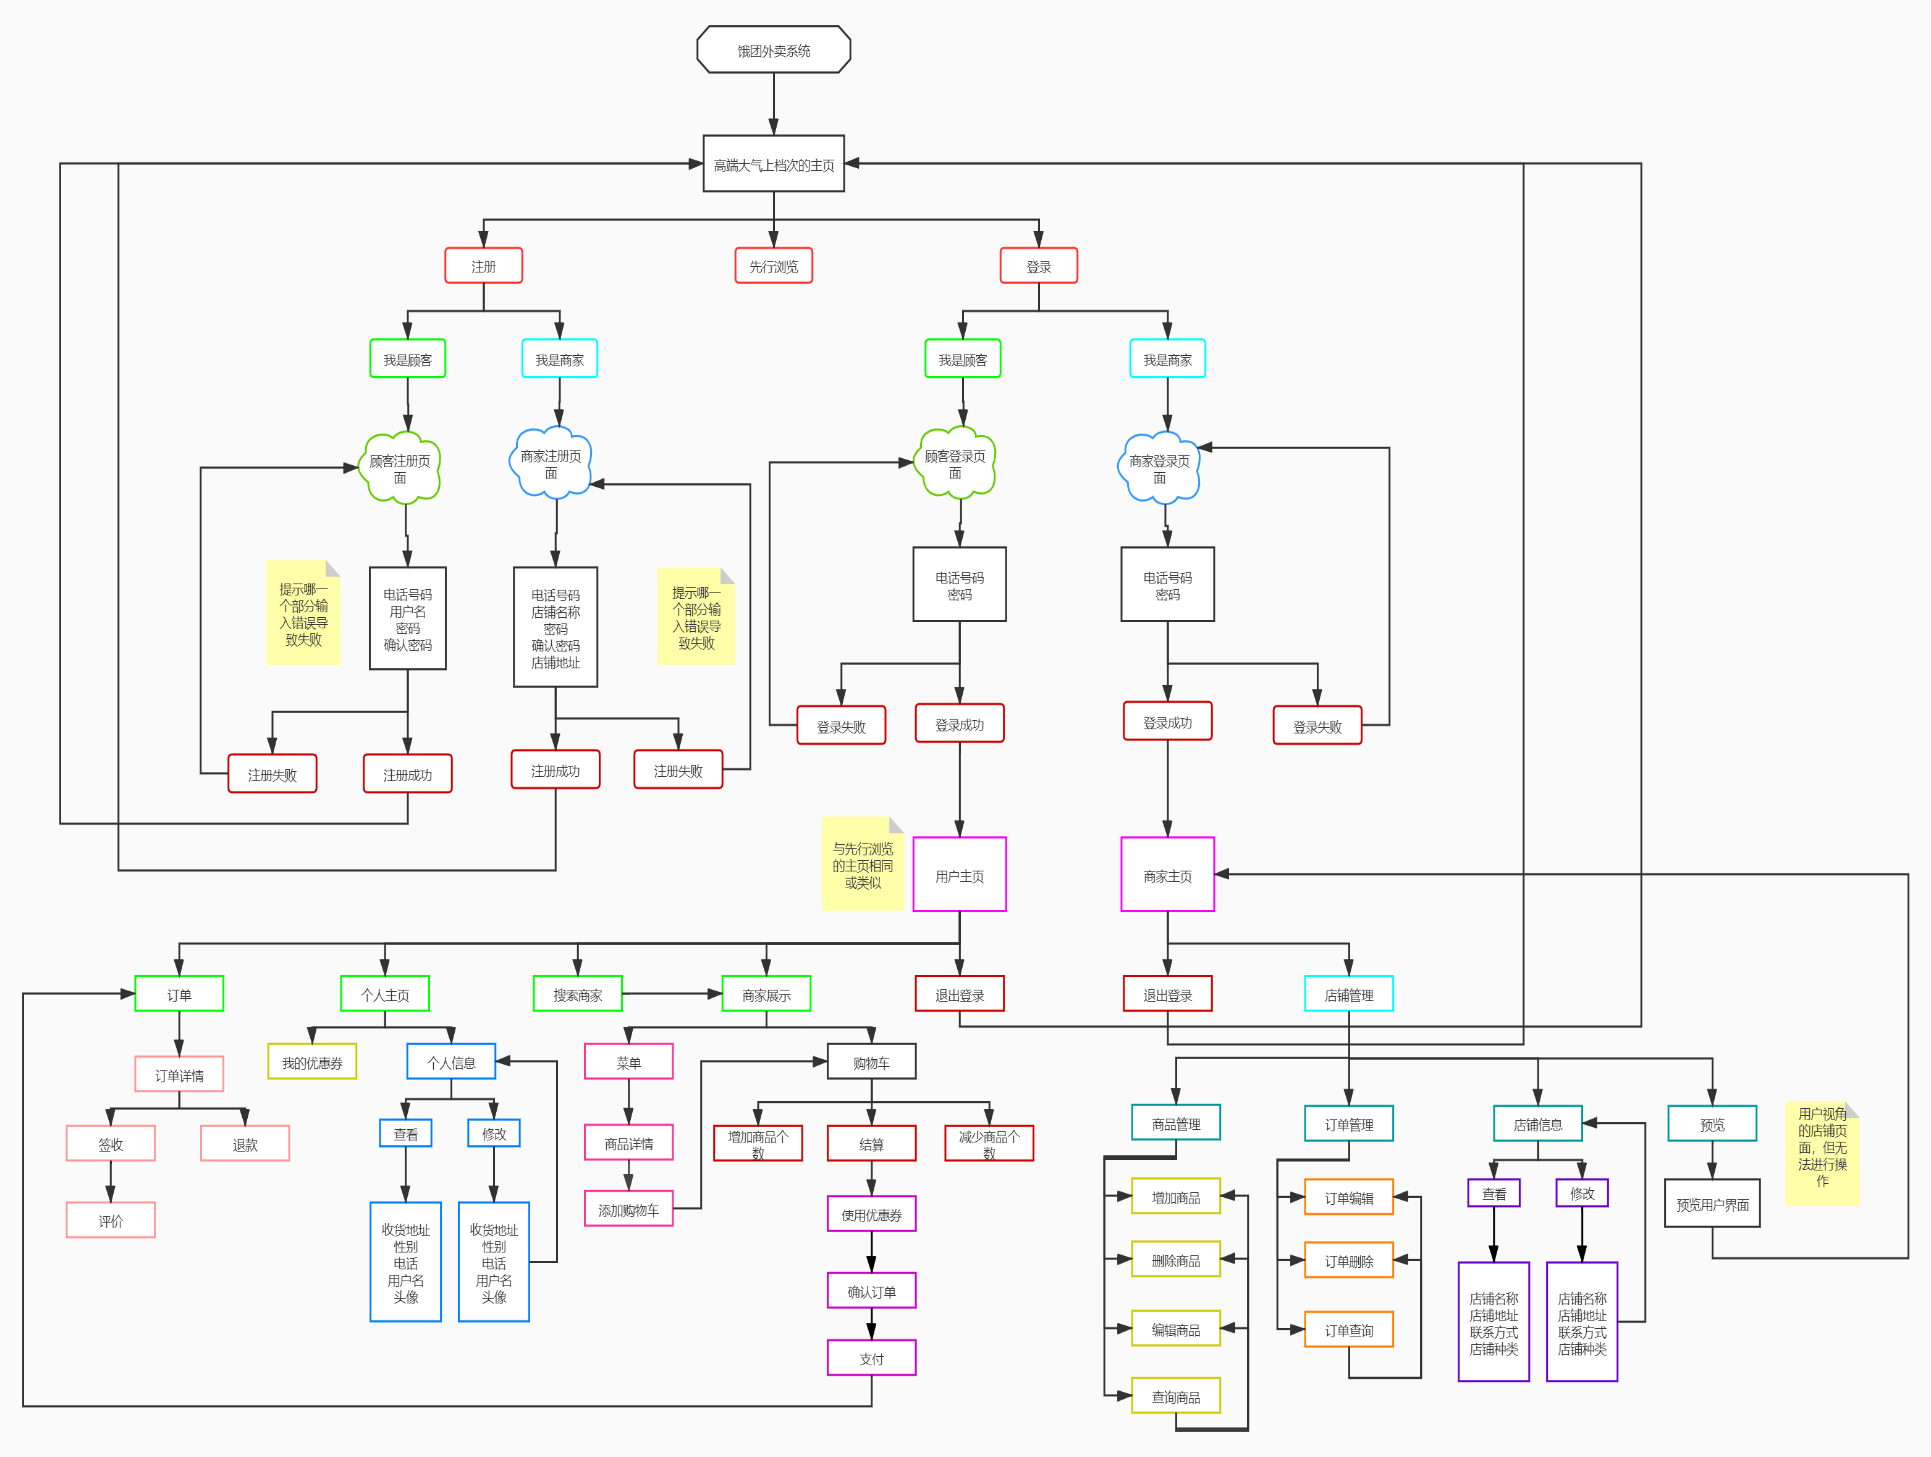 饿团外卖系统
高端大气上档次的主页
注册
先行浏览
登录
我是顾客
我是商家
我是顾客
我是商家
顾客注册页
面
商家注册页
面
顾客登录页
面
商家登录页
面
提示哪一
个部分输
入错误导
致失败
电话号码
用户名
密码
确认密码
电话号码
店铺名称
密码
确认密码
店铺地址
提示哪一
个部分输
入错误导
致失败
电话号码
密码
电话号码
密码
注册失败
注册成功
注册成功
注册失败
登录失败
登录成功
登录成功
登录失败
与先行浏览
的主页相同
或类似
用户主页
商家主页
订单
个人主页
搜索商家
商家展示
退出登录
退出登录
店铺管理
订单详情
我的优惠券
个人信息
菜单
购物车
签收
退款
查看
修改
商品详情
增加商品个
数
结算
减少商品个
数
商品管理
订单管理
店铺信息
预览
用户视角
的店铺页
面，但无
法进行操
作
评价
收货地址
性别
电话
用户名
头像
收货地址
性别
电话
用户名
头像
添加购物车
使用优惠券
确认订单
支付
增加商品
删除商品
编辑商品
查询商品
订单编辑
订单删除
订单查询
查看
修改
预览用户界面
店铺名称
店铺地址
联系方式
店铺种类
店铺名称
店铺地址
联系方式
店铺种类